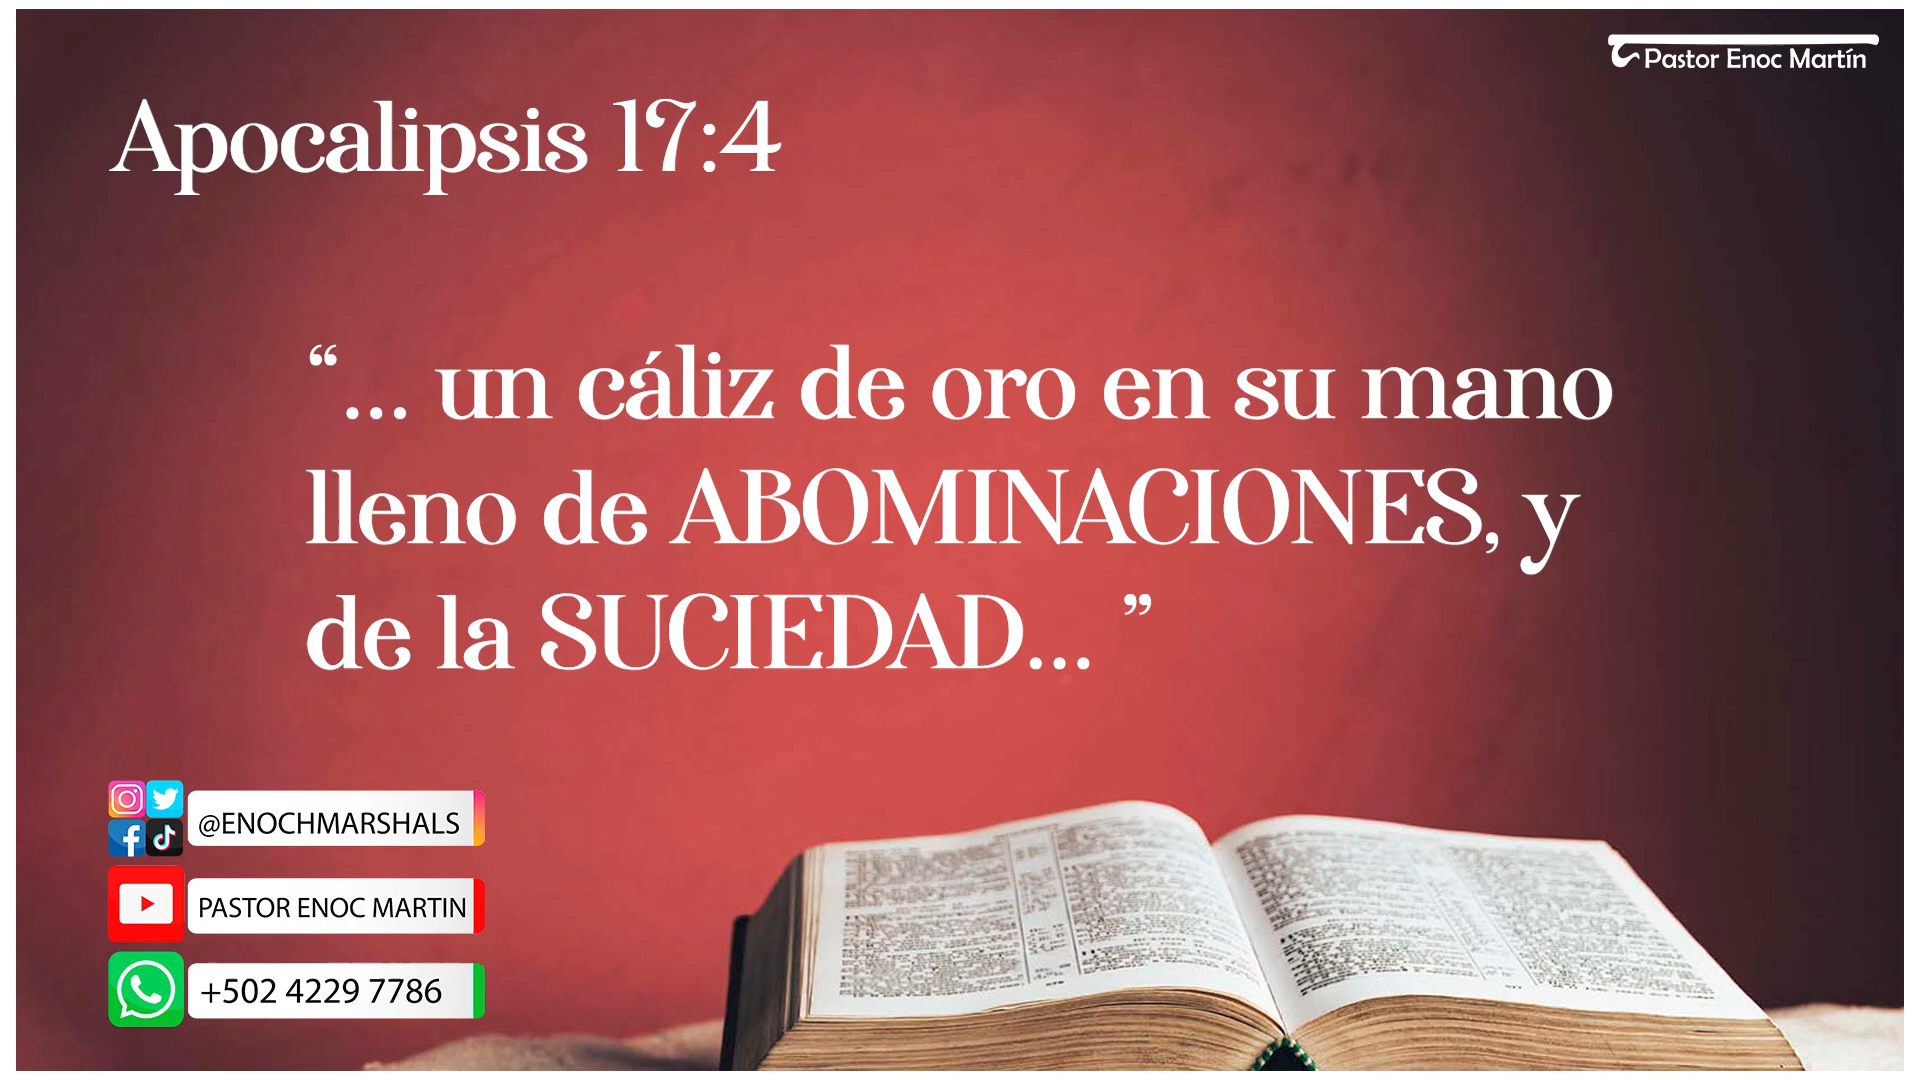 Pastor Enoc Martín
Apocalipsis 17:4
“... un cáliz de oro en su mano
lleno de ABOMINACIONES, y
de la SUCIEDAD... ”
@ENOCHMARSHALS
PASTOR ENOC MARTIN
+502 4229 7786